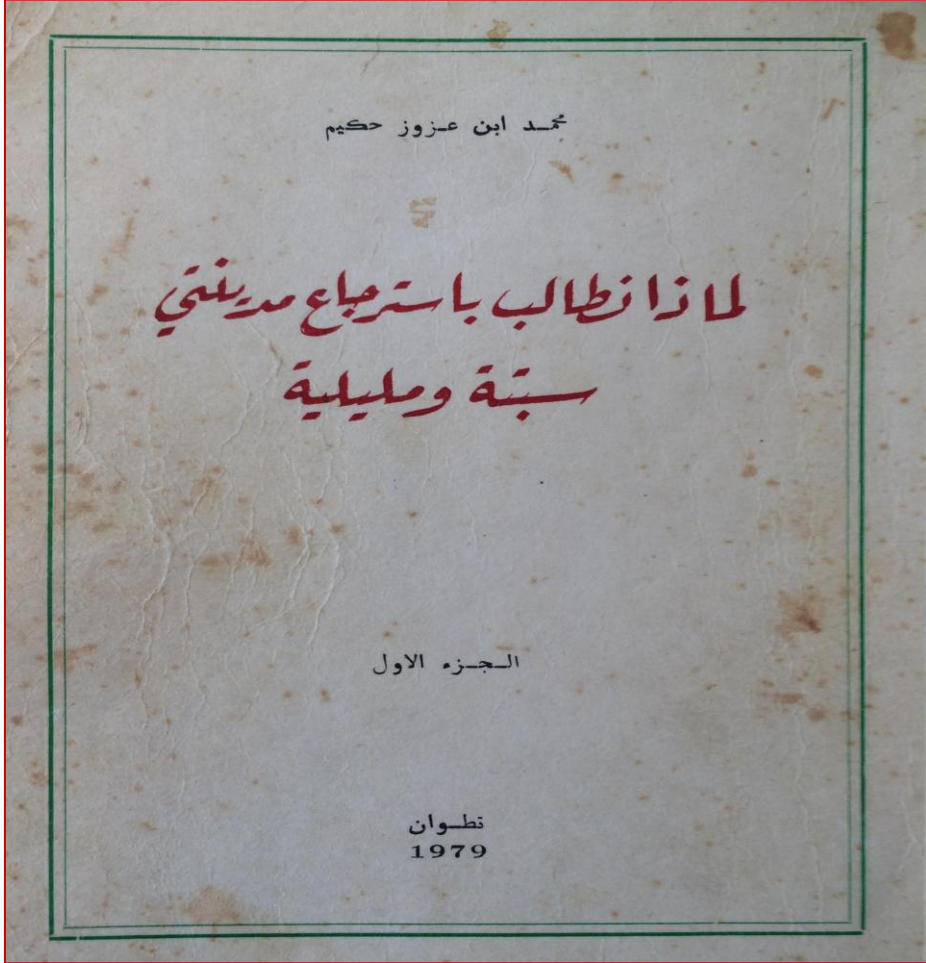 محمد ابن عزوز حكيم
لماذا نطالب باسترجاع مدينتي
سبتة ومليلية
الجزء الاول
تطوان
1979